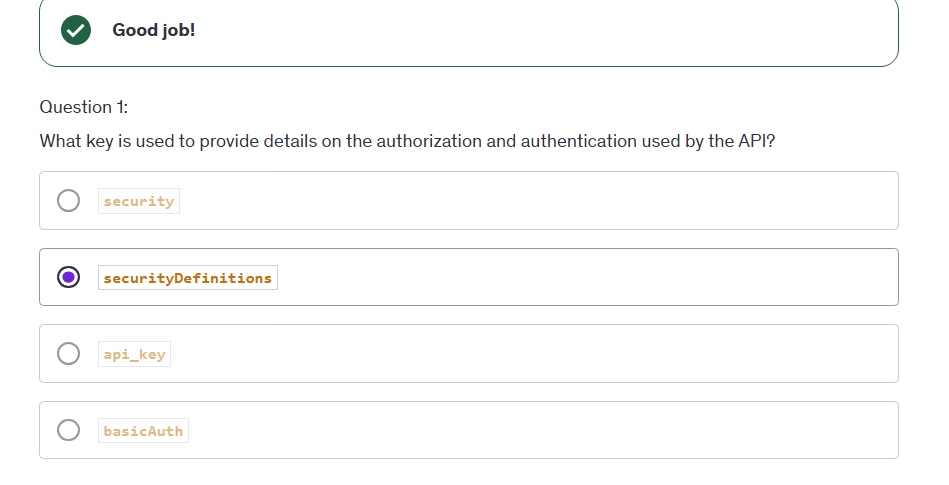 Good job!
Question 1:
What key is used to provide details on the authorization and authentication used by the API?
security
securityDefinitions
api_key
basicAuth